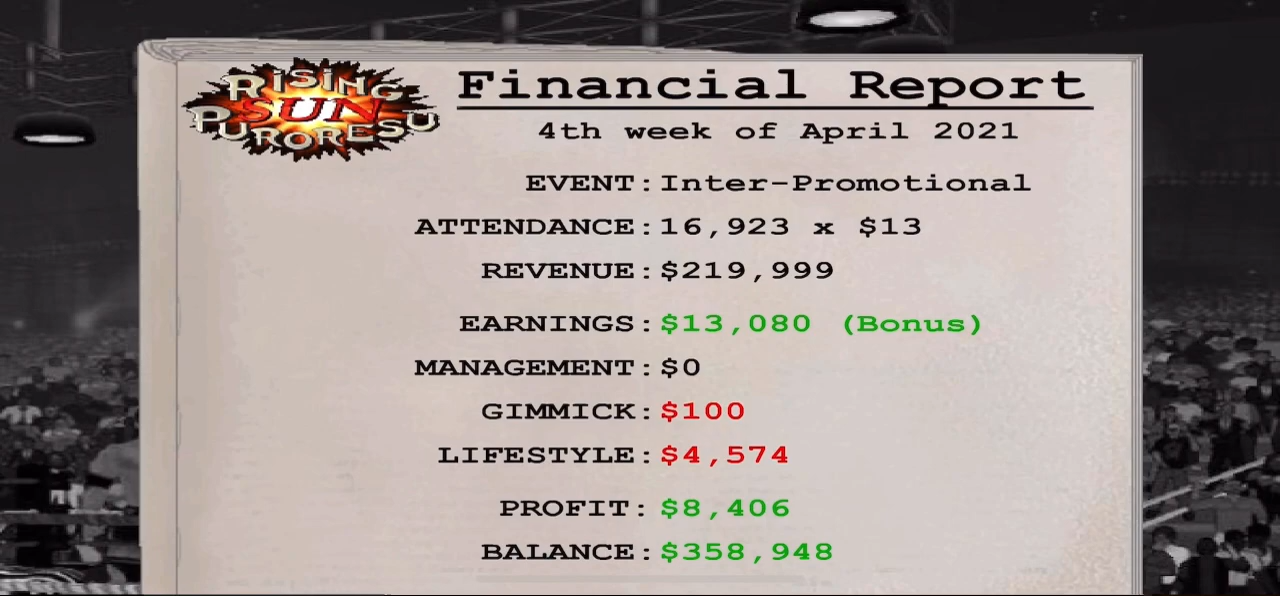 RISING
SUN
PURORESU
Financial Report
4th week of April 2021
EVENT: Inter-Promotional
ATTENDANCE: 16,923 x $13
REVENUE: $219,999
EARNINGS: $13,080 (Bonus)
MANAGEMENT: $0
GIMMICK: $100
LIFESTYLE: $4,574
PROFIT: $8,406
BALANCE: $358,948